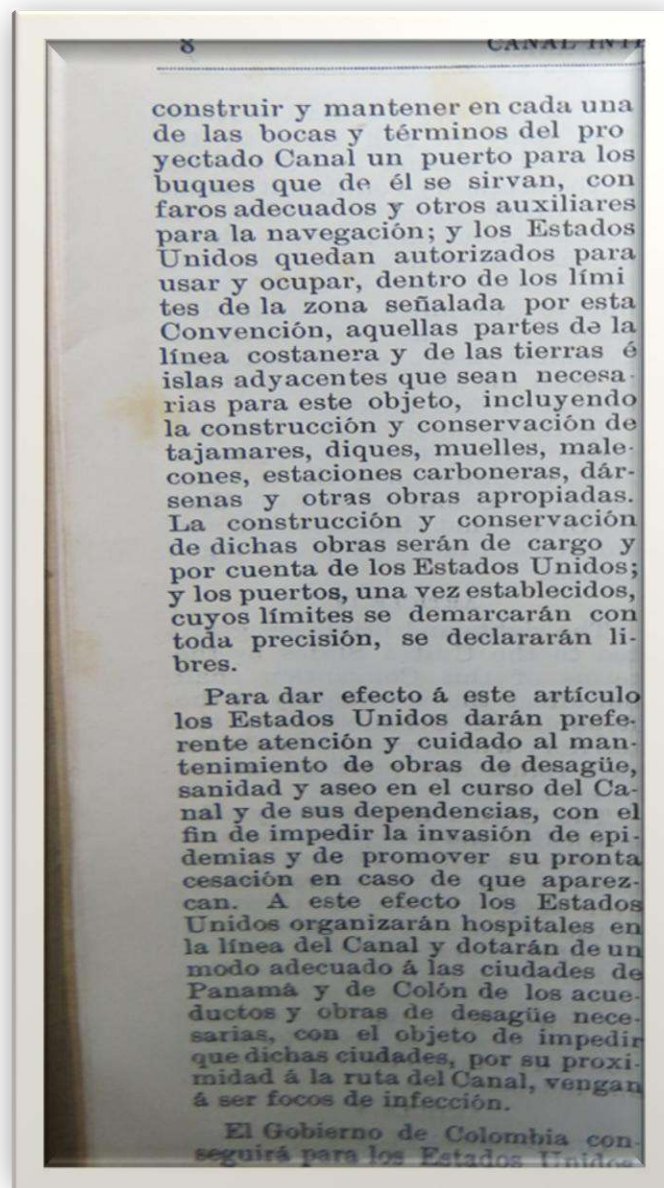 8 CANAL INTE
construir y mantener en cada una
de las bocas y términos del pro
yectado Canal un puerto para los
buques que de él se sirvan, con
faros adecuados y otros auxiliares
para la navegación; y los Estados
Unidos quedan autorizados para
usar y ocupar, dentro de los lími
tes de la zona señalada por esta
Convención, aquellas partes de la
línea costanera y de las tierras é
islas adyacentes que sean necesa-
rias para este objeto, incluyendo
la construcción y conservación de
tajamares, diques, muelles, male-
cones, estaciones carboneras, dár-
senas y otras obras apropiadas.
La construcción y conservación
de dichas obras serán de cargo y
por cuenta de los Estados Unidos;
y los puertos, una vez establecidos,
cuyos límites se demarcarán con
toda precisión, se declararán li-
bres.
Para dar efecto á este artículo
los Estados Unidos darán prefe-
rente atención y cuidado al man-
tenimiento de obras de desagüe,
sanidad y aseo en el curso del Ca-
nal y de sus dependencias, con el
fin de impedir la invasión de epi-
demias y de promover su pronta
cesación en caso de que aparez-
can. A este efecto los Estados
Unidos organizarán hospitales en
la línea del Canal y dotarán de un
modo adecuado á las ciudades de
Panamá y de Colón de los acue-
ductos y obras de desagüe nece-
sarias, con el objeto de impedir
que dichas ciudades, por su proxi-
midad á la ruta del Canal, vengan
á ser focos de infección.
El Gobierno de Colombia con-
seguirá para los Estados Unidos